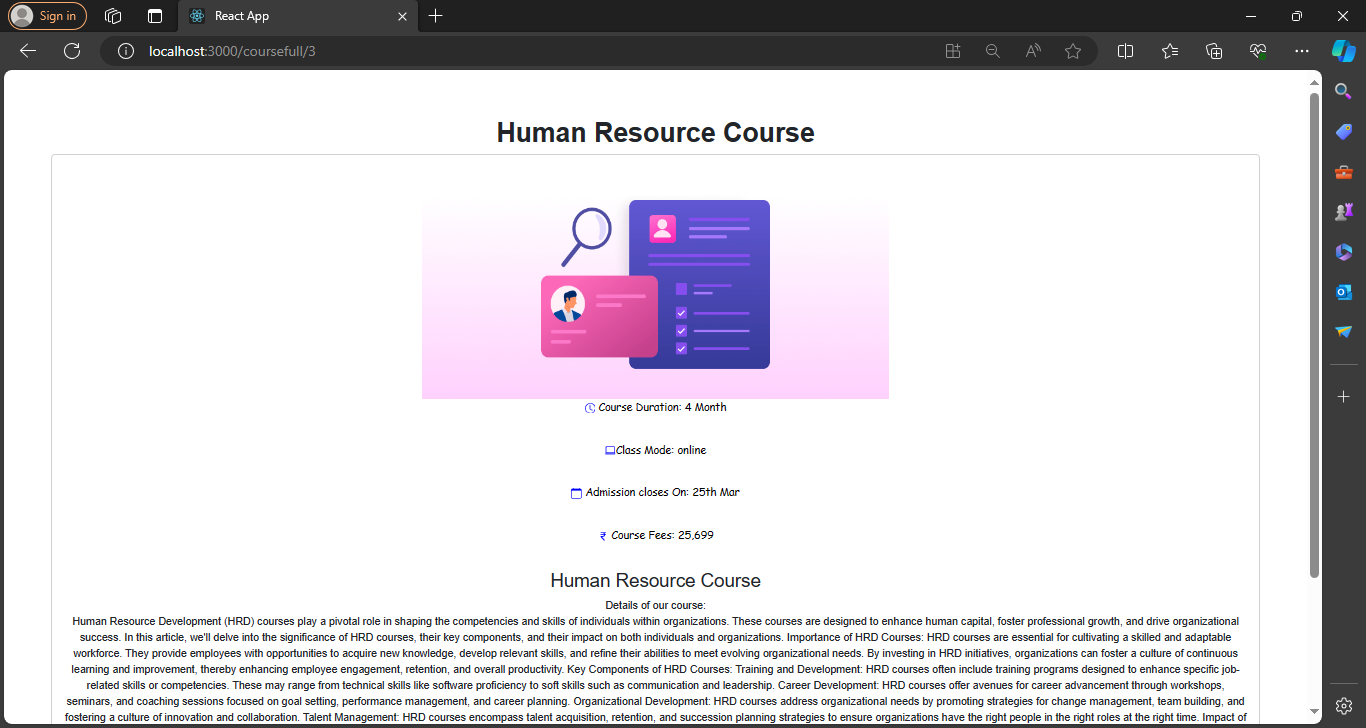 Sign in
React App
localhost:3000/coursefull/3
Human Resource Course
Course Duration: 4 Month
Class Mode: online
Admission closes On: 25th Mar
₹ Course Fees: 25,699
Human Resource Course
Details of our course:
Human Resource Development (HRD) courses play a pivotal role in shaping the competencies and skills of individuals within organizations. These courses are designed to enhance human capital, foster professional growth, and drive organizational
success. In this article, we'll delve into the significance of HRD courses, their key components, and their impact on both individuals and organizations. Importance of HRD Courses: HRD courses are essential for cultivating a skilled and adaptable
workforce. They provide employees with opportunities to acquire new knowledge, develop relevant skills, and refine their abilities to meet evolving organizational needs. By investing in HRD initiatives, organizations can foster a culture of continuous
learning and improvement, thereby enhancing employee engagement, retention, and overall productivity. Key Components of HRD Courses: Training and Development: HRD courses often include training programs designed to enhance specific job-
related skills or competencies. These may range from technical skills like software proficiency to soft skills such as communication and leadership. Career Development: HRD courses offer avenues for career advancement through workshops,
seminars, and coaching sessions focused on goal setting, performance management, and career planning. Organizational Development: HRD courses address organizational needs by promoting strategies for change management, team building, and
fostering a culture of innovation and collaboration. Talent Management: HRD courses encompass talent acquisition, retention, and succession planning strategies to ensure organizations have the right people in the right roles at the right time. Impact of